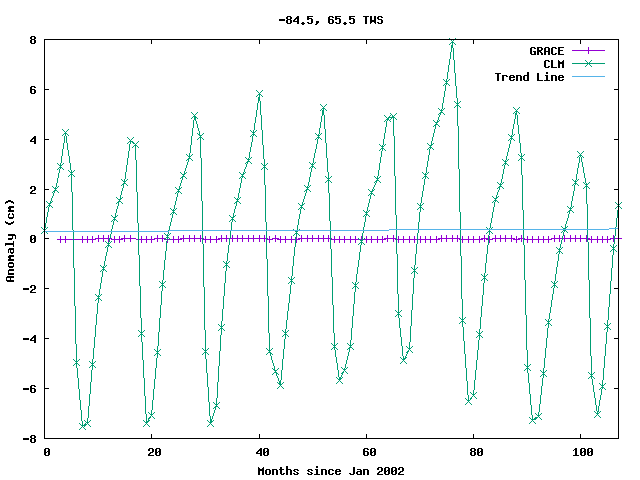 -84.5, 65.5 TWS
GRACE
CLM
Trend Line
8
6
4
2
0
-2
-4
-6
-8
Anomaly (cm)
0 20 40 60 80 100
Months since Jan 2002